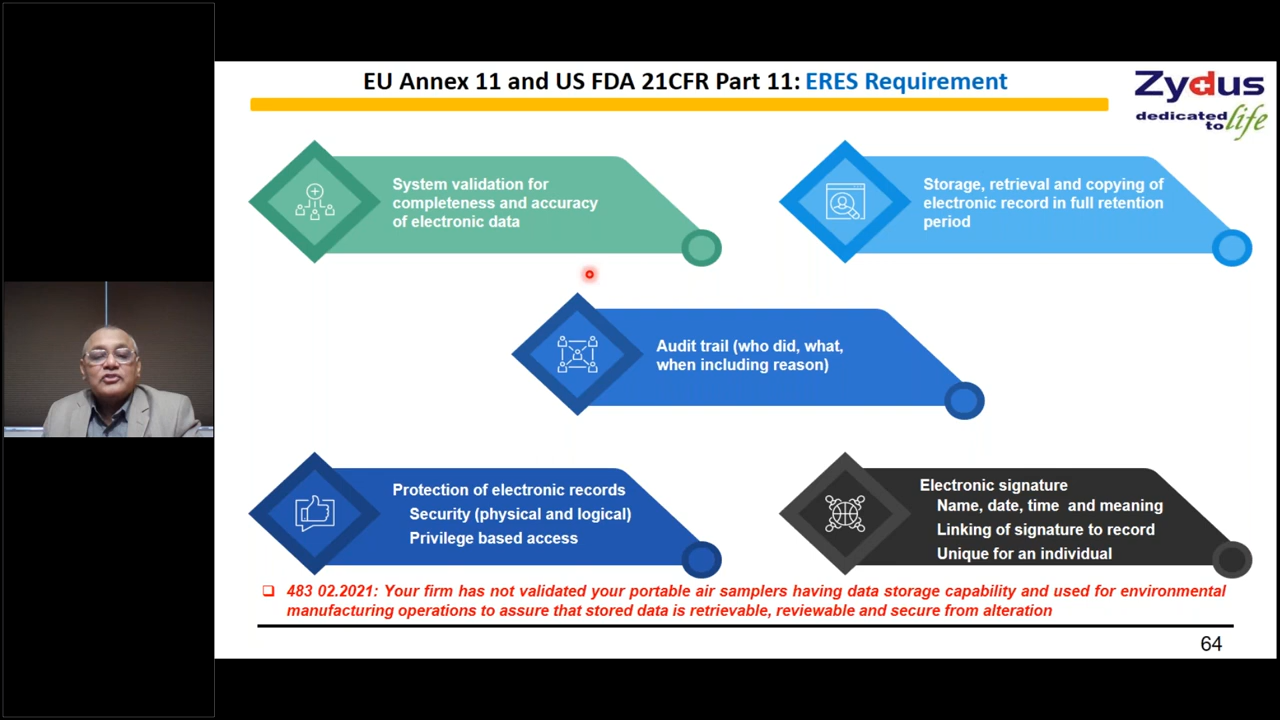 EU Annex 11 and US FDA 21CFR Part 11: ERES Requirement
Zydus
dedicated
to life
System validation for
completeness and accuracy
of electronic data
Storage, retrieval and copying of
electronic record in full retention
period
Audit trail (who did, what,
when including reason)
Protection of electronic records
Security (physical and logical)
Privilege based access
Electronic signature
Name, date, time and meaning
Linking of signature to record
Unique for an individual
483 02.2021: Your firm has not validated your portable air samplers having data storage capability and used for environmental
manufacturing operations to assure that stored data is retrievable, reviewable and secure from alteration
64